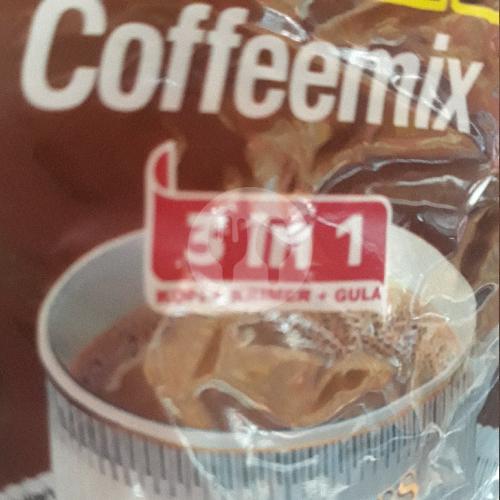 Coffeemix
3 in 1
KOPI + KRIMER + GULA